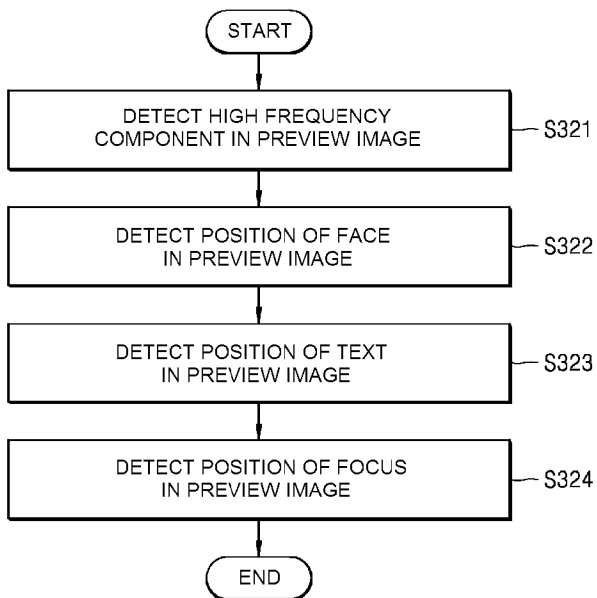 START
DETECT HIGH FREQUENCY
COMPONENT IN PREVIEW IMAGE
S321
DETECT POSITION OF FACE
IN PREVIEW IMAGE
S322
DETECT POSITION OF TEXT
IN PREVIEW IMAGE
S323
DETECT POSITION OF FOCUS
IN PREVIEW IMAGE
S324
END